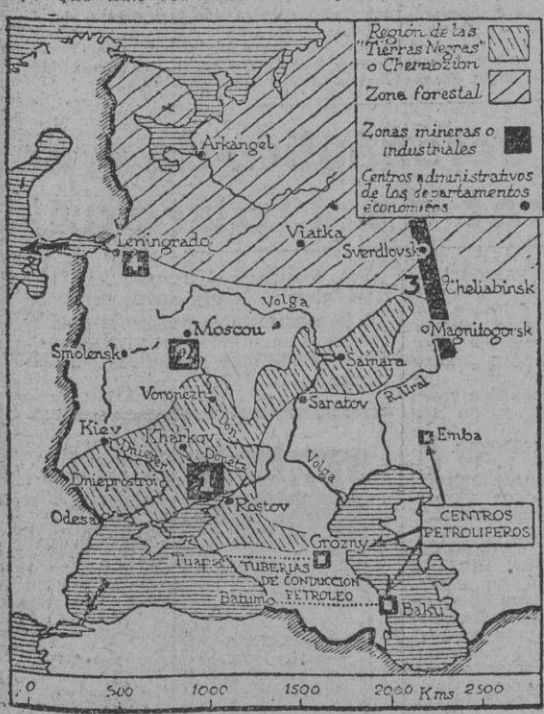 Región de las
"Tierras Negras"
o Chernozion
Zona forestal
Zonas mineras o
industriales
Centros administrativos
de los departamentos
económicos
Arkángel
Leningrado
4
Viatka
Sverdlovsk
3
Cheliabinsk
Volga
Moscou
Magnitogorsk
Smolensk
2
Samara
Voronezh
Saratov
R. Ural
Kiev
Don
Kharkov
Emba
Dnieper
Donetz
Volga
Dnieprostroi
1
Odesa
Rostov
CENTROS
PETROLIFEROS
Grozny
Tuapse
TUBERIAS
DE CONDUCCION
PETROLEO
Batum
Baku
0 500 1000 1500 2000 Kms 2500